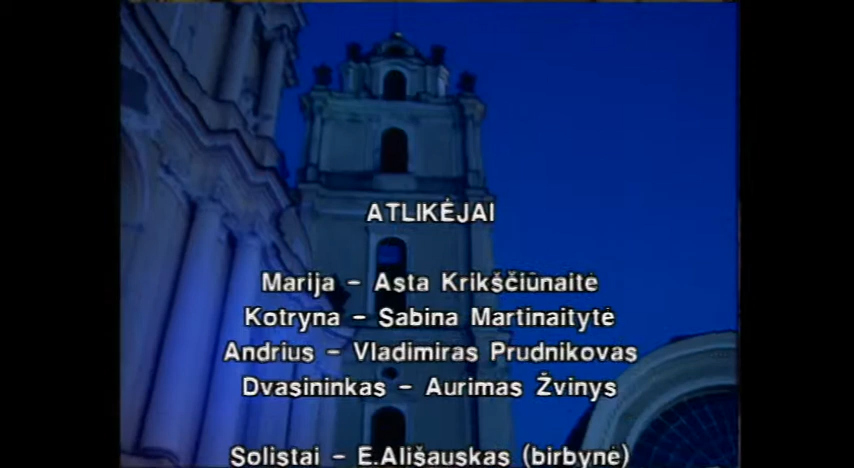 ATLIKĖJAI
Marija – Asta Krikščiūnaitė
Kotryna – Sabina Martinaitytė
Andrius – Vladimiras Prudnikovas
Dvasininkas – Aurimas Žvinys
Solistai – E.Ališauskas (birbynė)